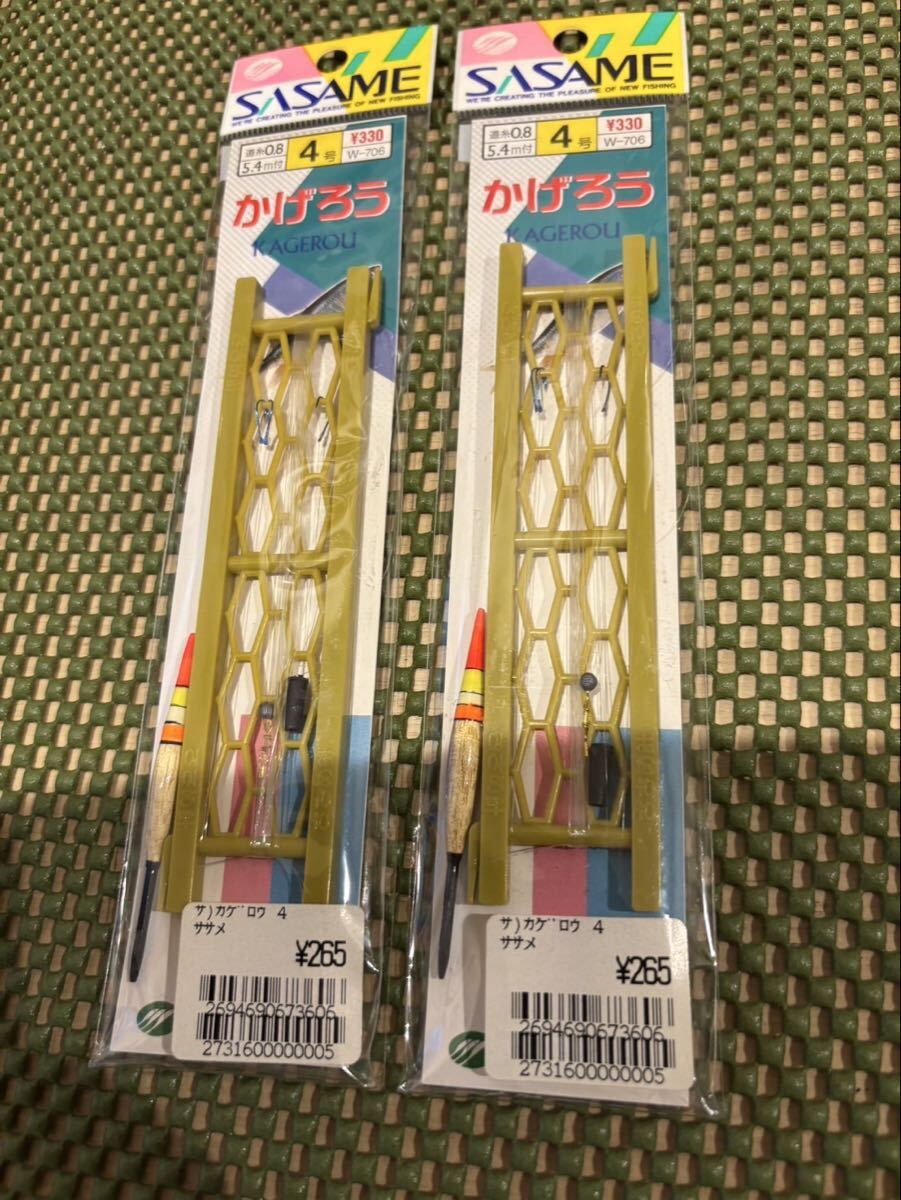 SASAME
WE'RE CREATING THE PLEASURE OF NEW FISHING
道糸0.8
5.4m付
4号
¥330
W-706
かげろう
KAGEROU
サ)カゲロウ 4
ササメ
¥265
2694690673606
2731600000005
SASAME
WE'RE CREATING THE PLEASURE OF NEW FISHING
道糸0.8
5.4m付
4号
¥330
W-706
かげろう
KAGEROU
サ)カゲロウ 4
ササメ
¥265
2694690673606
2731600000005